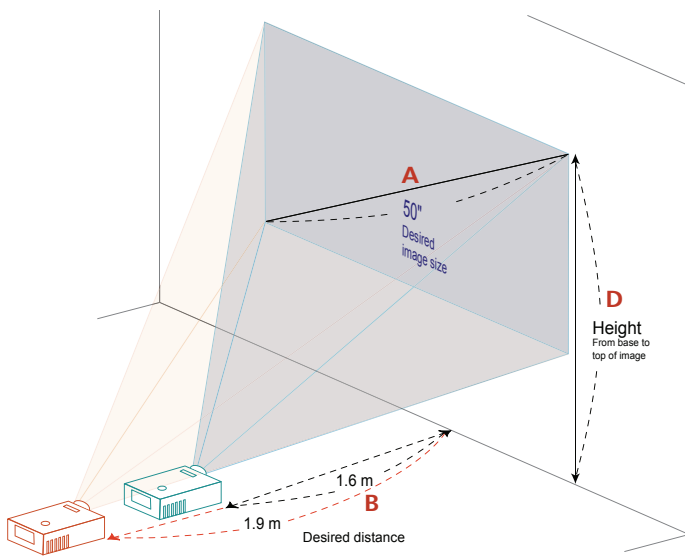 A
50"
Desired
image size
D
Height
From base to
top of image
1.6 m
B
1.9 m
Desired distance